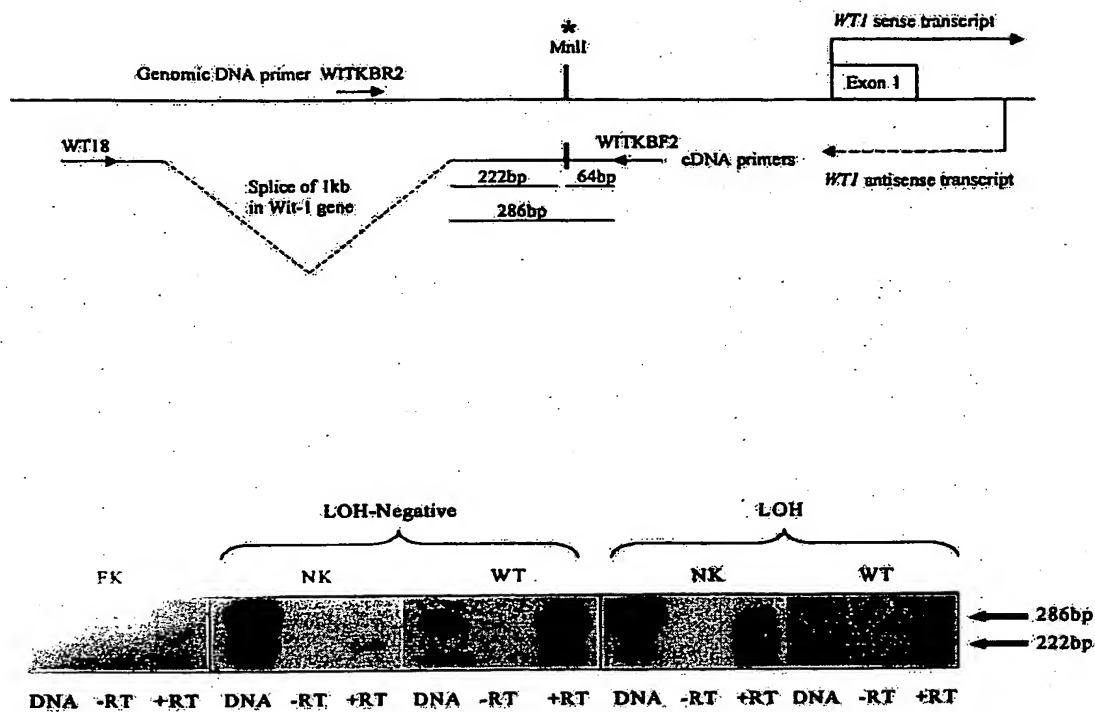 WT1 sense transcript
*
MnlI
Genomic DNA primer WITKBR2
Exon 1
WT18
WITKBF2
cDNA primers
WT1 antisense transcript
222bp
64bp
Splice of 1kb
in Wit-1 gene
286bp
LOH-Negative
LOH
FK
NK
WT
NK
WT
286bp
222bp
DNA -RT +RT DNA -RT +RT DNA -RT +RT DNA -RT +RT DNA -RT +RT